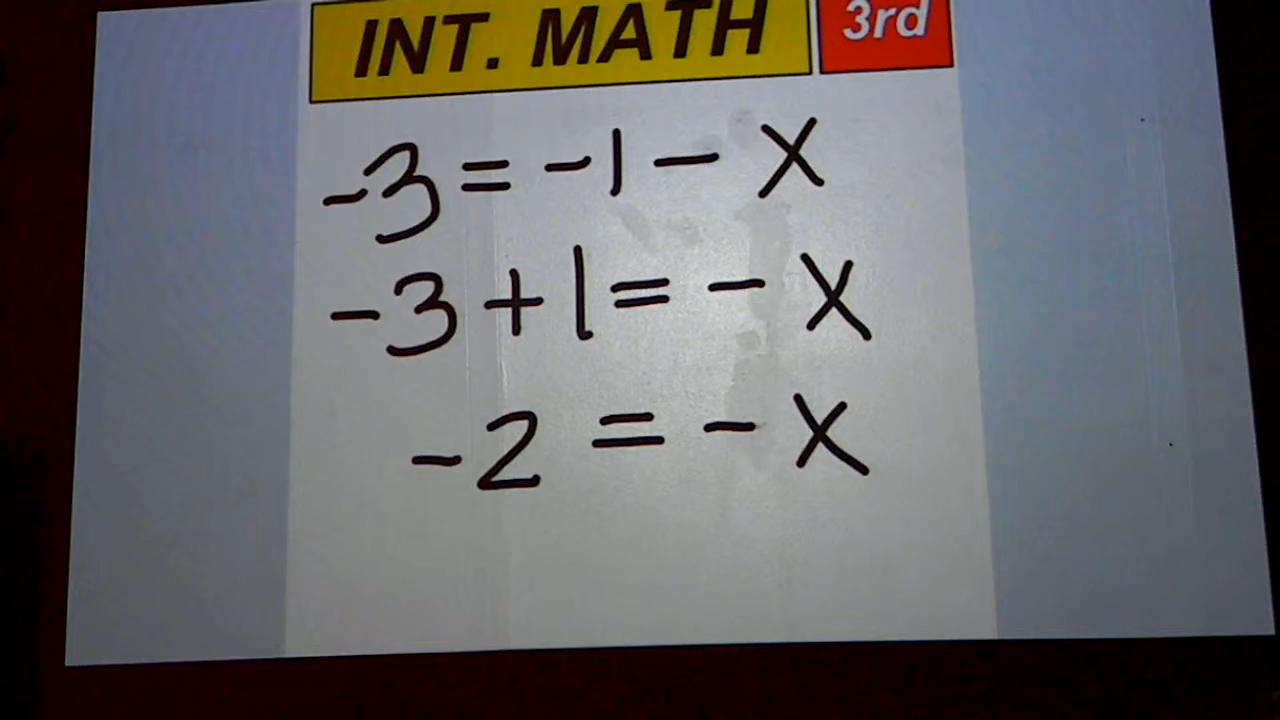 INT. MATH 3rd
-3 = -1 - x
-3 + 1 = - x
-2 = - x